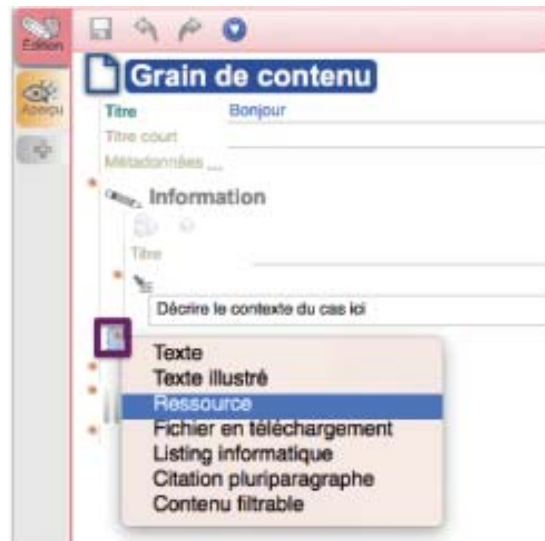 Édition
Grain de contenu
Aperçu
Titre Bonjour
Titre court
Métadonnées ...
Information
Titre
Décrire le contexte du cas ici
Texte
Texte illustré
Ressource
Fichier en téléchargement
Listing informatique
Citation pluriparagraphe
Contenu filtrable